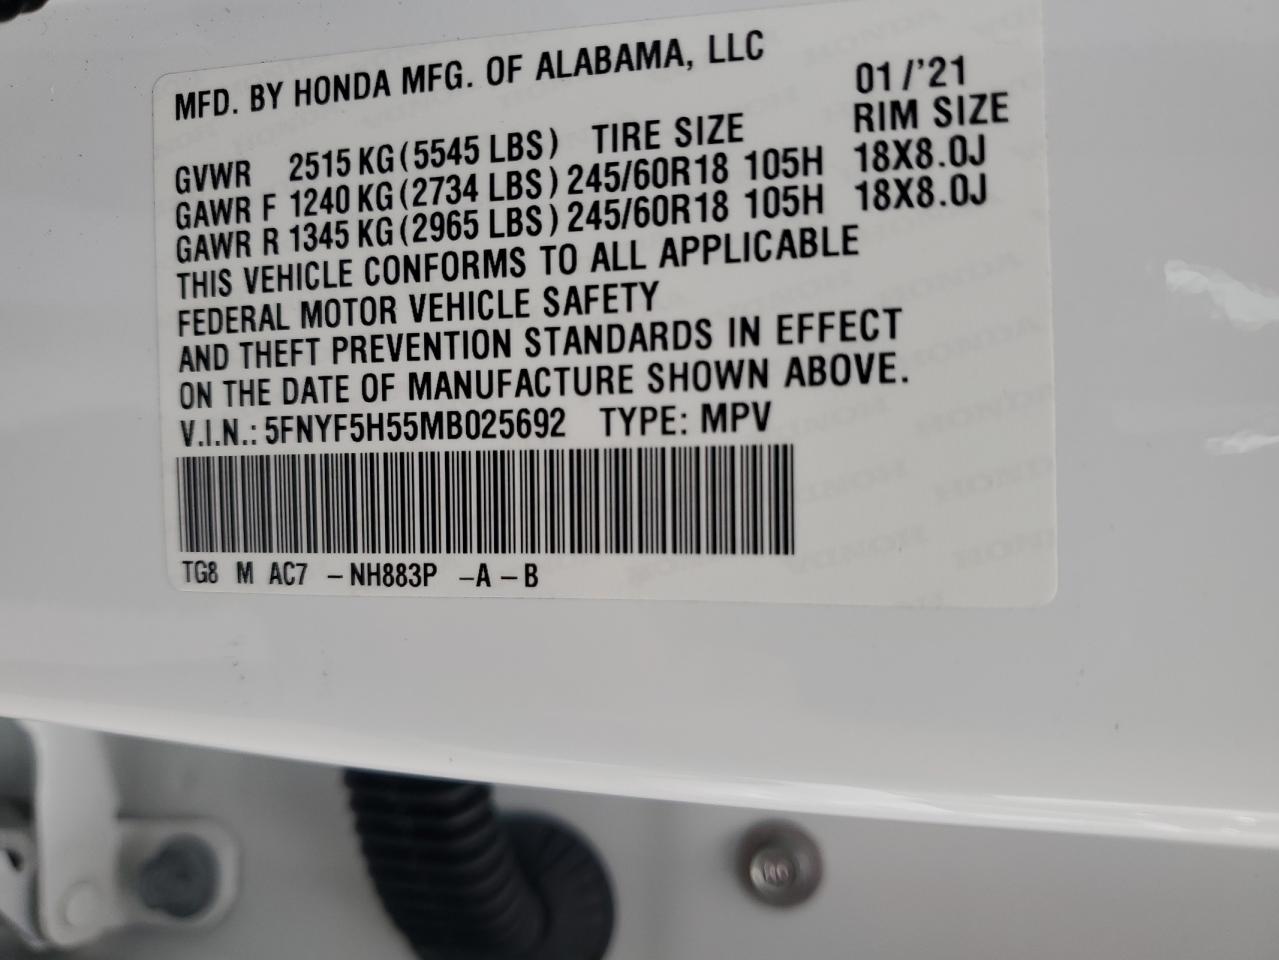 MFD. BY HONDA MFG. OF ALABAMA, LLC 01/'21
GVWR 2515 KG (5545 LBS) TIRE SIZE RIM SIZE
GAWR F 1240 KG (2734 LBS) 245/60R18 105H 18X8.0J
GAWR R 1345 KG (2965 LBS) 245/60R18 105H 18X8.0J
THIS VEHICLE CONFORMS TO ALL APPLICABLE
FEDERAL MOTOR VEHICLE SAFETY
AND THEFT PREVENTION STANDARDS IN EFFECT
ON THE DATE OF MANUFACTURE SHOWN ABOVE.
V.I.N.: 5FNYF5H55MB025692 TYPE: MPV
TG8 M AC7 –NH883P –A –B